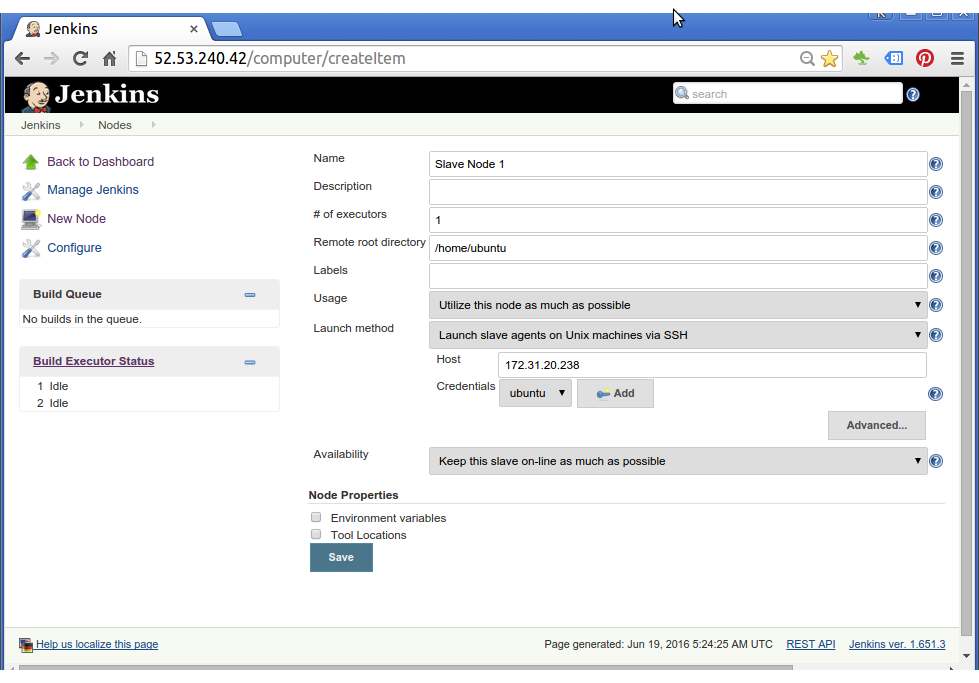 Jenkins
52.53.240.42/computer/createItem
Jenkins
search
Jenkins Nodes
Back to Dashboard
Manage Jenkins
New Node
Configure
Build Queue
No builds in the queue.
Build Executor Status
1 Idle
2 Idle
Name Slave Node 1
Description
# of executors 1
Remote root directory /home/ubuntu
Labels
Usage Utilize this node as much as possible
Launch method Launch slave agents on Unix machines via SSH
Host 172.31.20.238
Credentials ubuntu Add
Advanced...
Availability Keep this slave on-line as much as possible
Node Properties
Environment variables
Tool Locations
Save
Help us localize this page Page generated: Jun 19, 2016 5:24:25 AM UTC REST API Jenkins ver. 1.651.3